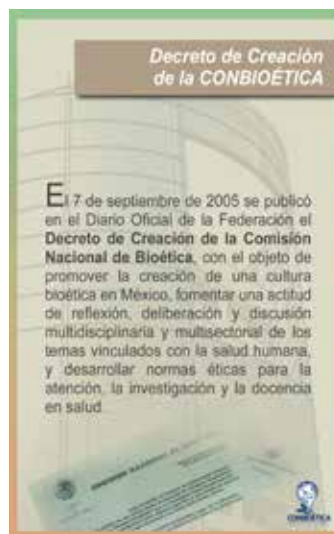 Decreto de Creación
de la CONBIOÉTICA
El 7 de septiembre de 2005 se publicó
en el Diario Oficial de la Federación el
Decreto de Creación de la Comisión
Nacional de Bioética, con el objeto de
promover la creación de una cultura
bioética en México, fomentar una actitud
de reflexión, deliberación y discusión
multidisciplinaria y multisectorial de los
temas vinculados con la salud humana,
y desarrollar normas éticas para la
atención, la investigación y la docencia
en salud
CONBIOÉTICA